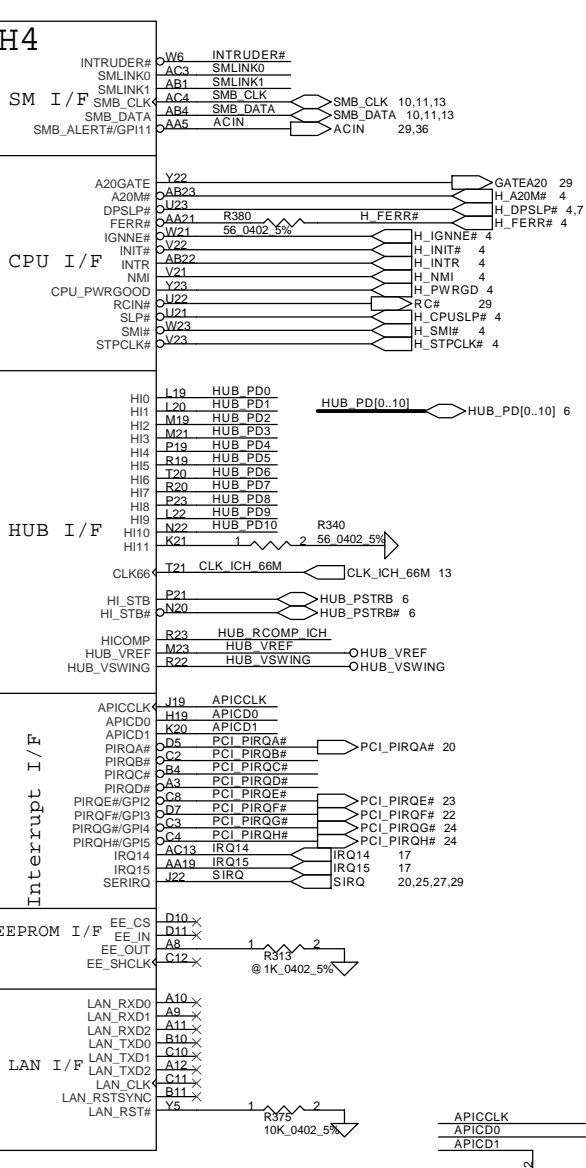 H4
INTRUDER# W6 INTRUDER#
SMLINK0 AC3 SMLINK0
SMLINK1 AB1 SMLINK1
SM I/F SMB_CLK AC4 SMB_CLK SMB_CLK 10,11,13
SMB_DATA AB4 SMB_DATA SMB_DATA 10,11,13
SMB_ALERT#/GPI11 AA5 ACIN ACIN 29,36
A20GATE Y22 GATEA20 29
A20M# AB23 H_A20M# 4
DPSLP# U23 H_DPSLP# 4,7
FERR# AA21 R380 H_FERR# H_FERR# 4
56_0402_5%
IGNNE# W21 H_IGNNE# 4
INIT# V22 H_INIT# 4
CPU I/F INTR AB22 H_INTR 4
NMI V21 H_NMI 4
CPU_PWRGOOD Y23 H_PWRGD 4
RCIN# U22 RC# 29
SLP# U21 H_CPUSLP# 4
SMI# W23 H_SMI# 4
STPCLK# V23 H_STPCLK# 4
HI0 L19 HUB_PD0
HI1 L20 HUB_PD1 HUB_PD[0..10] HUB_PD[0..10] 6
HI2 M19 HUB_PD2
HI3 M21 HUB_PD3
HI4 P19 HUB_PD4
HI5 R19 HUB_PD5
HI6 T20 HUB_PD6
HI7 R20 HUB_PD7
HI8 P23 HUB_PD8
HI9 L22 HUB_PD9
HUB I/F HI10 N22 HUB_PD10 R340
HI11 K21 1 2 56_0402_5%
CLK66 T21 CLK_ICH_66M CLK_ICH_66M 13
HI_STB P21 HUB_PSTRB 6
HI_STB# N20 HUB_PSTRB# 6
HICOMP R23 HUB_RCOMP_ICH
HUB_VREF M23 HUB_VREF HUB_VREF
HUB_VSWING R22 HUB_VSWING HUB_VSWING
Interrupt I/F
APICCLK J19 APICCLK
APICD0 H19 APICD0
APICD1 K20 APICD1
PIRQA# D5 PCI_PIRQA# PCI_PIRQA# 20
PIRQB# C2 PCI_PIRQB#
PIRQC# B4 PCI_PIRQC#
PIRQD# A3 PCI_PIRQD#
PIRQE#/GPI2 C8 PCI_PIRQE# PCI_PIRQE# 23
PIRQF#/GPI3 D7 PCI_PIRQF# PCI_PIRQF# 22
PIRQG#/GPI4 C3 PCI_PIRQG# PCI_PIRQG# 24
PIRQH#/GPI5 C4 PCI_PIRQH# PCI_PIRQH# 24
IRQ14 AC13 IRQ14 IRQ14 17
IRQ15 AA19 IRQ15 IRQ15 17
SERIRQ J22 SIRQ SIRQ 20,25,27,29
EE_CS D10
EEPROM I/F EE_IN D11
EE_OUT A8 1 2
EE_SHCLK C12 R313
@1K_0402_5%
LAN_RXD0 A10
LAN_RXD1 A9
LAN_RXD2 A11
LAN_TXD0 B10
LAN I/F LAN_TXD1 C10
LAN_TXD2 A12
LAN_CLK C11
LAN_RSTSYNC B11
LAN_RST# Y5 1 2
R375
10K_0402_5%
APICCLK
APICD0
APICD1
2